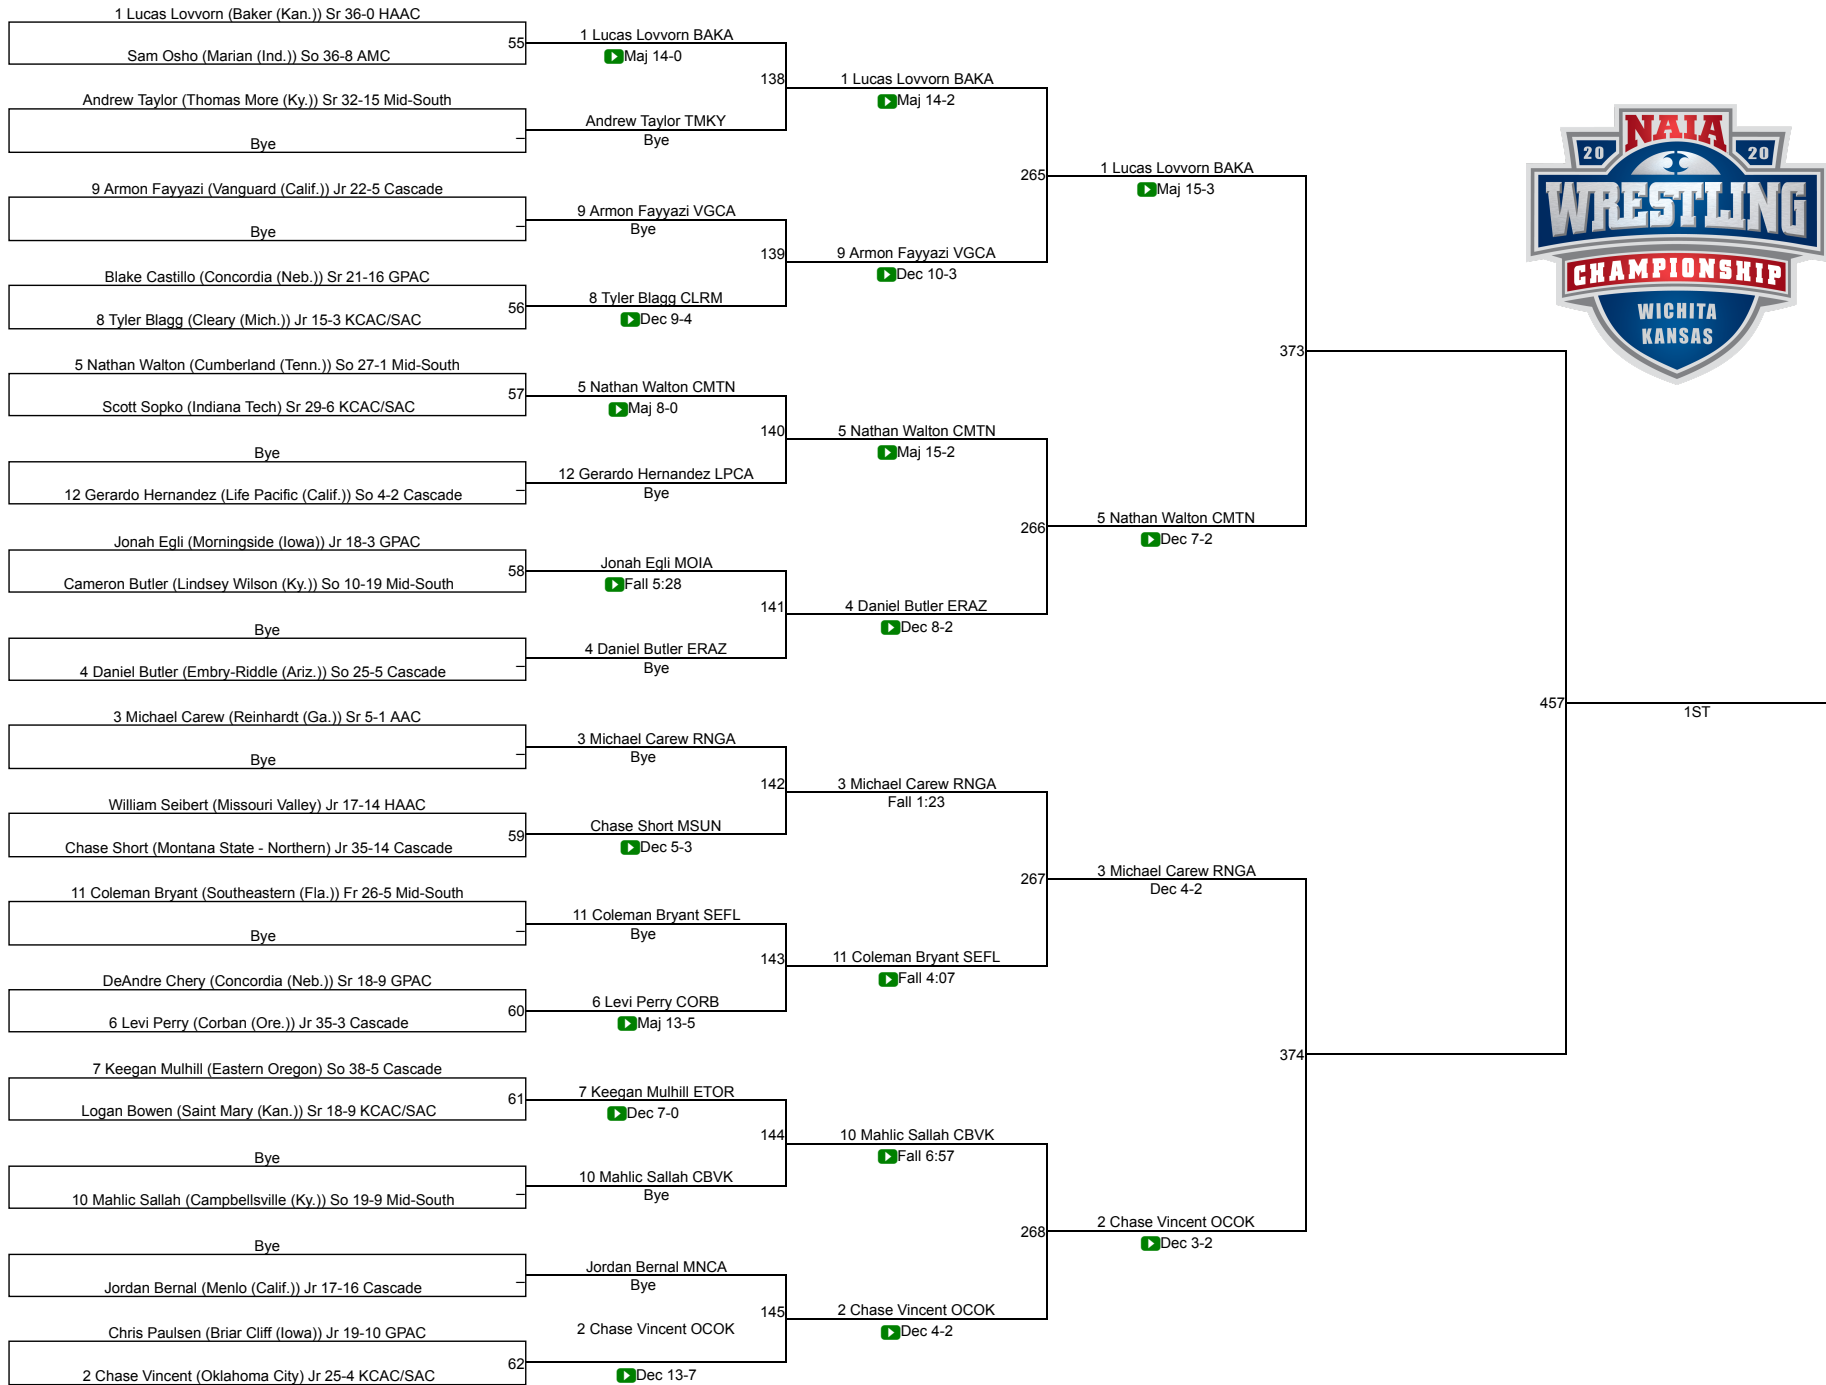 1 Lucas Lovvorn (Baker (Kan.)) Sr 36-0 HAAC
55
Sam Osho (Marian (Ind.)) So 36-8 AMC
Andrew Taylor (Thomas More (Ky.)) Sr 32-15 Mid-South
Bye
9 Armon Fayyazi (Vanguard (Calif.)) Jr 22-5 Cascade
Bye
Blake Castillo (Concordia (Neb.)) Sr 21-16 GPAC
56
8 Tyler Blagg (Cleary (Mich.)) Jr 15-3 KCAC/SAC
5 Nathan Walton (Cumberland (Tenn.)) So 27-1 Mid-South
57
Scott Sopko (Indiana Tech) Sr 29-6 KCAC/SAC
Bye
12 Gerardo Hernandez (Life Pacific (Calif.)) So 4-2 Cascade
Jonah Egli (Morningside (Iowa)) Jr 18-3 GPAC
58
Cameron Butler (Lindsey Wilson (Ky.)) So 10-19 Mid-South
Bye
4 Daniel Butler (Embry-Riddle (Ariz.)) So 25-5 Cascade
3 Michael Carew (Reinhardt (Ga.)) Sr 5-1 AAC
Bye
William Seibert (Missouri Valley) Jr 17-14 HAAC
59
Chase Short (Montana State - Northern) Jr 35-14 Cascade
11 Coleman Bryant (Southeastern (Fla.)) Fr 26-5 Mid-South
Bye
DeAndre Chery (Concordia (Neb.)) Sr 18-9 GPAC
60
6 Levi Perry (Corban (Ore.)) Jr 35-3 Cascade
7 Keegan Mulhill (Eastern Oregon) So 38-5 Cascade
61
Logan Bowen (Saint Mary (Kan.)) Sr 18-9 KCAC/SAC
Bye
10 Mahlic Sallah (Campbellsville (Ky.)) So 19-9 Mid-South
Bye
Jordan Bernal (Menlo (Calif.)) Jr 17-16 Cascade
Chris Paulsen (Briar Cliff (Iowa)) Jr 19-10 GPAC
62
2 Chase Vincent (Oklahoma City) Jr 25-4 KCAC/SAC
1 Lucas Lovvorn BAKA
Maj 14-0
138
Andrew Taylor TMKY
Bye
9 Armon Fayyazi VGCA
Bye
139
8 Tyler Blagg CLRM
Dec 9-4
5 Nathan Walton CMTN
Maj 8-0
140
12 Gerardo Hernandez LPCA
Bye
Jonah Egli MOIA
Fall 5:28
141
4 Daniel Butler ERAZ
Bye
3 Michael Carew RNGA
Bye
142
Chase Short MSUN
Dec 5-3
11 Coleman Bryant SEFL
Bye
143
6 Levi Perry CORB
Maj 13-5
7 Keegan Mulhill ETOR
Dec 7-0
144
10 Mahlic Sallah CBVK
Bye
Jordan Bernal MNCA
Bye
145
2 Chase Vincent OCOK
Dec 13-7
1 Lucas Lovvorn BAKA
Maj 14-2
265
9 Armon Fayyazi VGCA
Dec 10-3
5 Nathan Walton CMTN
Maj 15-2
266
4 Daniel Butler ERAZ
Dec 8-2
3 Michael Carew RNGA
Fall 1:23
267
11 Coleman Bryant SEFL
Fall 4:07
10 Mahlic Sallah CBVK
Fall 6:57
268
2 Chase Vincent OCOK
Dec 4-2
1 Lucas Lovvorn BAKA
Maj 15-3
373
5 Nathan Walton CMTN
Dec 7-2
3 Michael Carew RNGA
Dec 4-2
374
2 Chase Vincent OCOK
Dec 3-2
457
1ST
NAIA
20 20
WRESTLING
CHAMPIONSHIP
WICHITA
KANSAS